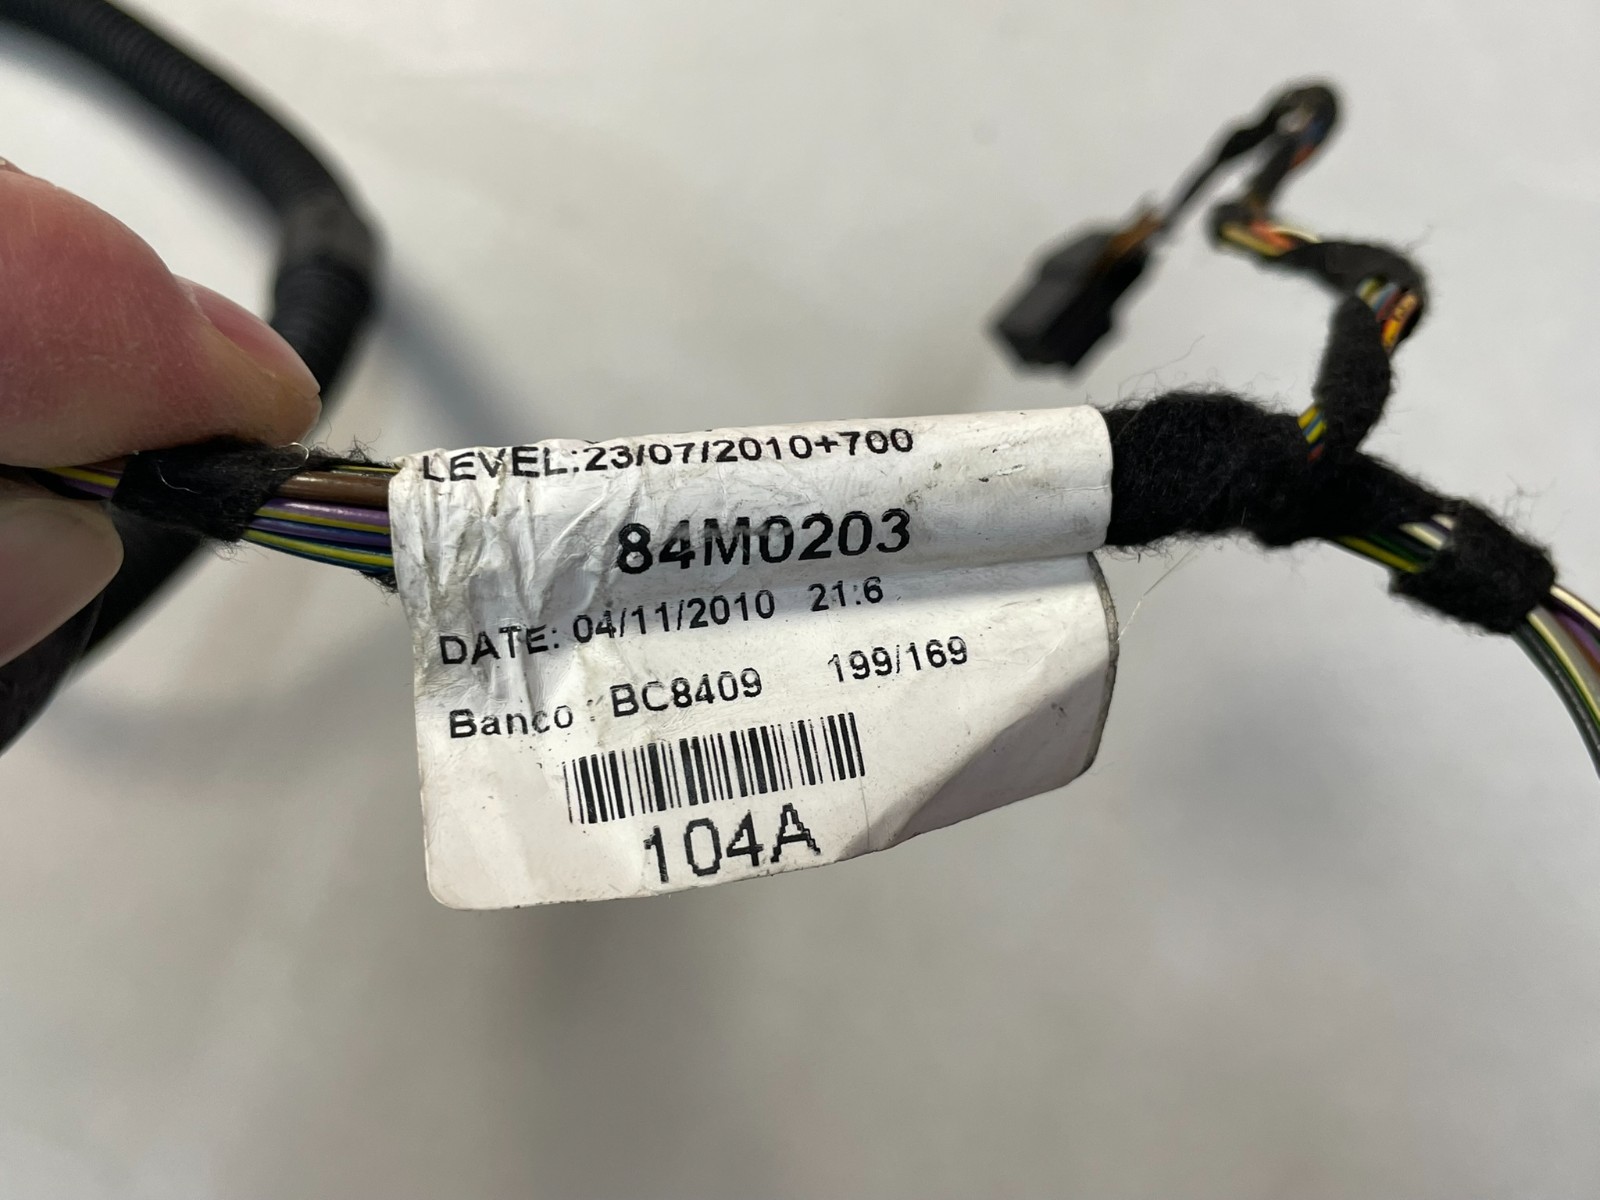 LEVEL:23/07/2010+700
84M0203
DATE: 04/11/2010 21:6
Banco : BC8409 199/169
104A